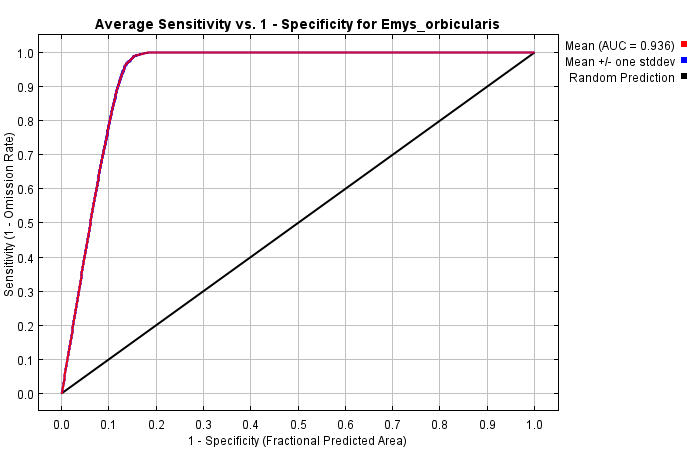 Average Sensitivity vs. 1 - Specificity for Emys_orbicularis
Mean (AUC = 0.936)
Mean +/- one stddev
Random Prediction
Sensitivity (1 - Omission Rate)
1.0
0.9
0.8
0.7
0.6
0.5
0.4
0.3
0.2
0.1
0.0
0.0 0.1 0.2 0.3 0.4 0.5 0.6 0.7 0.8 0.9 1.0
1 - Specificity (Fractional Predicted Area)